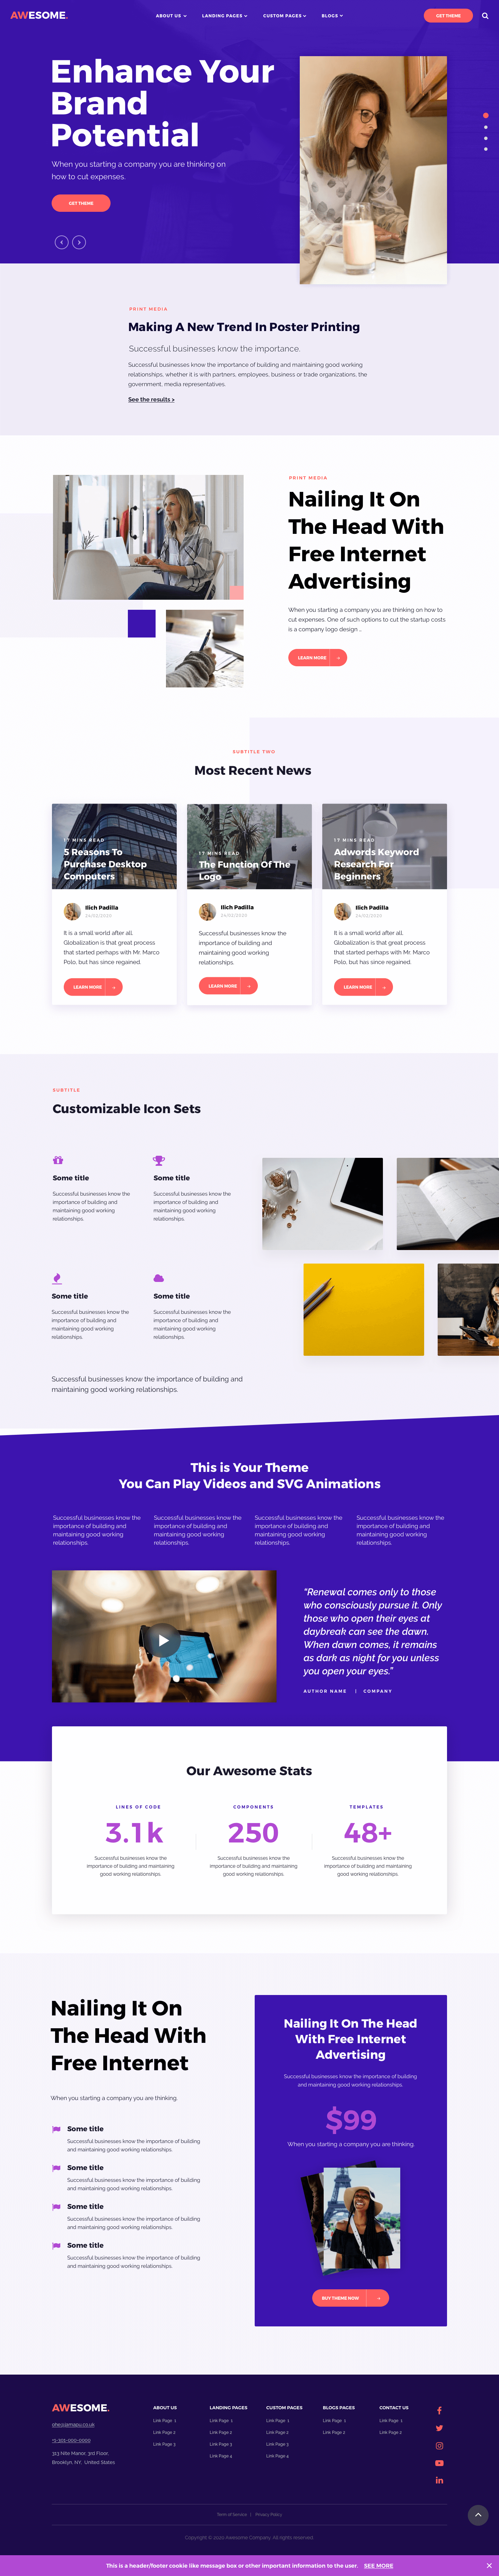 AWESOME.
ABOUT US
LANDING PAGES
CUSTOM PAGES
BLOGS
GET THEME
Enhance Your
Brand
Potential
When you starting a company you are thinking on
how to cut expenses.
GET THEME
PRINT MEDIA
Making A New Trend In Poster Printing
Successful businesses know the importance.
Successful businesses know the importance of building and maintaining good working
relationships, whether it is with partners, employees, business or trade organizations, the
government, media representatives.
See the results >
PRINT MEDIA
Nailing It On
The Head With
Free Internet
Advertising
When you starting a company you are thinking on how to
cut expenses. One of such options to cut the startup costs
is a company logo design ...
LEARN MORE
SUBTITLE TWO
Most Recent News
17 MINS READ
5 Reasons To
Purchase Desktop
Computers
Ilich Padilla
24/02/2020
It is a small world after all.
Globalization is that great process
that started perhaps with Mr. Marco
Polo, but has since regained
LEARN MORE
17 MINS READ
The Function Of The
Logo
Ilich Padilla
24/02/2020
Successful businesses know the
importance of building and
maintaining good working
relationships.
LEARN MORE
17 MINS READ
Adwords Keyword
Research For
Beginners
Ilich Padilla
24/02/2020
It is a small world after all.
Globalization is that great process
that started perhaps with Mr. Marco
Polo, but has since regained.
LEARN MORE
SUBTITLE
Customizable Icon Sets
Some title
Successful businesses know the
importance of building and
maintaining good working
relationships.
Some title
Successful businesses know the
importance of building and
maintaining good working
relationships.
Some title
Successful businesses know the
importance of building and
maintaining good working
relationships.
Some title
Successful businesses know the
importance of building and
maintaining good working
relationships.
Successful businesses know the importance of building and
maintaining good working relationships.
This is Your Theme
You Can Play Videos and SVG Animations
Successful businesses know the
importance of building and
maintaining good working
relationships.
Successful businesses know the
importance of building and
maintaining good working
relationships.
Successful businesses know the
importance of building and
maintaining good working
relationships.
Successful businesses know the
importance of building and
maintaining good working
relationships.
“Renewal comes only to those
who consciously pursue it. Only
those who open their eyes at
daybreak can see the dawn.
When dawn comes, it remains
as dark as night for you unless
you open your eyes.”
AUTHOR NAME | COMPANY
Our Awesome Stats
LINES OF CODE
3.1k
Successful businesses know the
importance of building and maintaining
good working relationships.
COMPONENTS
250
Successful businesses know the
importance of building and maintaining
good working relationships.
TEMPLATES
48+
Successful businesses know the
importance of building and maintaining
good working relationships.
Nailing It On
The Head With
Free Internet
When you starting a company you are thinking.
Some title
Successful businesses know the importance of building
and maintaining good working relationships.
Some title
Successful businesses know the importance of building
and maintaining good working relationships.
Some title
Successful businesses know the importance of building
and maintaining good working relationships.
Some title
Successful businesses know the importance of building
and maintaining good working relationships.
Nailing It On The Head
With Free Internet
Advertising
Successful businesses know the importance of building
and maintaining good working relationships.
$99
When you starting a company you are thinking.
BUY THEME NOW
AWESOME.
+1-301-000-0000
313 Nita Manor, 3rd Floor,
Brooklyn, NY, United States
ABOUT US
Link Page 1
Link Page 2
Link Page 3
LANDING PAGES
Link Page 1
Link Page 2
Link Page 3
Link Page 4
CUSTOM PAGES
Link Page 1
Link Page 2
Link Page 3
Link Page 4
BLOGS PAGES
Link Page 1
Link Page 2
CONTACT US
Link Page 1
Link Page 2
Term of Service | Privacy Policy
Copyright © 2020 Awesome Company. All rights reserved.
This is a header/footer cookie like message box or other important information to the user. SEE MORE